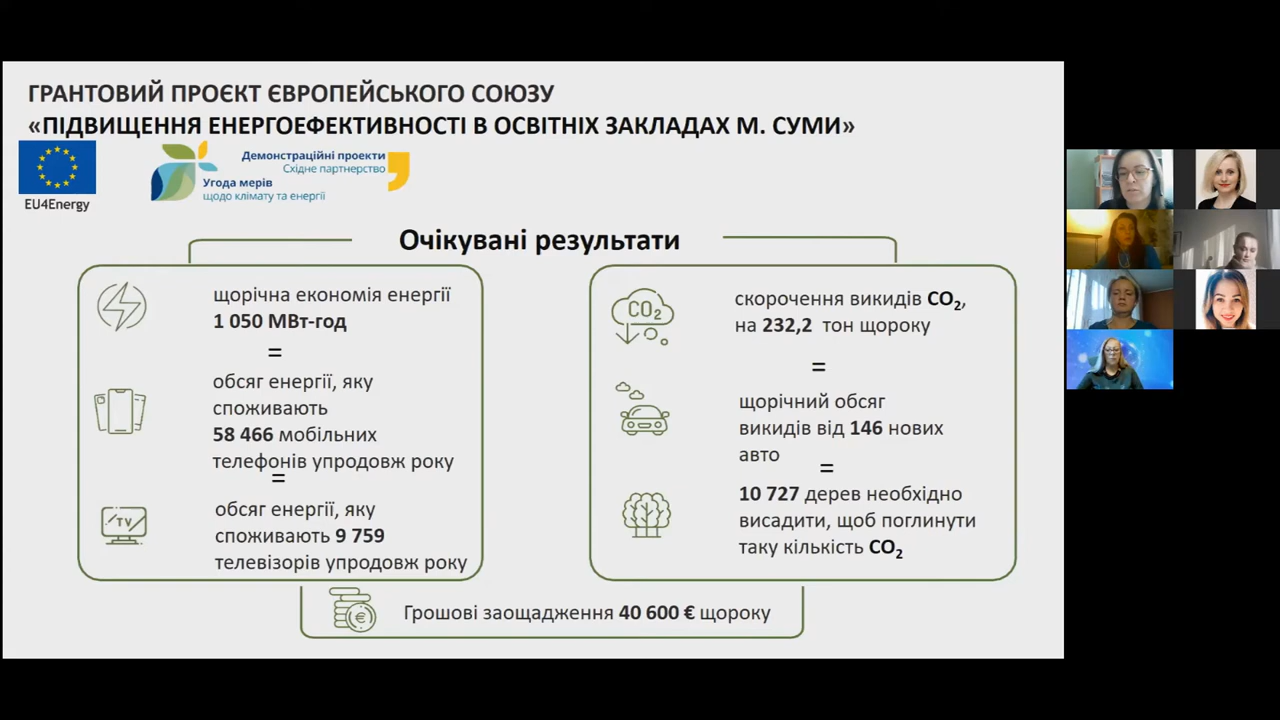 ГРАНТОВИЙ ПРОЄКТ ЄВРОПЕЙСЬКОГО СОЮЗУ
«ПІДВИЩЕННЯ ЕНЕРГОЕФЕКТИВНОСТІ В ОСВІТНІХ ЗАКЛАДАХ М. СУМИ»
EU4Energy
Демонстраційні проекти
Східне партнерство
Угода мерів
щодо клімату та енергії
Очікувані результати
щорічна економія енергії
1 050 МВт-год
=
обсяг енергії, яку
споживають
58 466 мобільних
телефонів упродовж року
=
TV
обсяг енергії, яку
споживають 9 759
телевізорів упродовж року
CO₂
скорочення викидів CO₂,
на 232,2 тон щороку
=
щорічний обсяг
викидів від 146 нових
авто
=
10 727 дерев необхідно
висадити, щоб поглинути
таку кількість CO₂
€
Грошові заощадження 40 600 € щороку